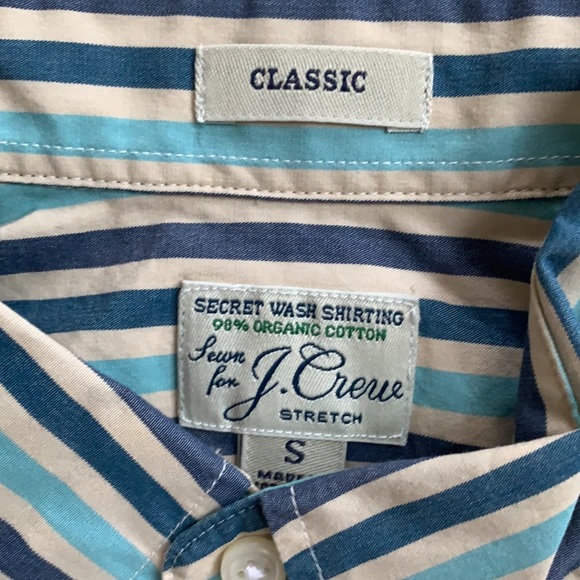 CLASSIC
SECRET WASH SHIRTING
98% ORGANIC COTTON
Sewn
for J.Crew
STRETCH
S